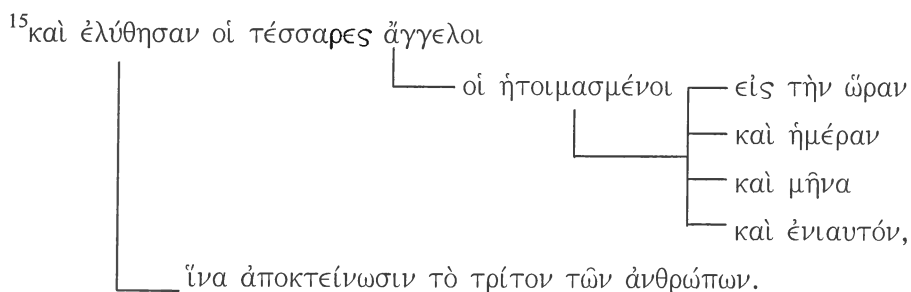 15καὶ ἐλύθησαν οἱ τέσσαρες ἄγγελοι
οἱ ἡτοιμασμένοι εἰς τὴν ὥραν
καὶ ἡμέραν
καὶ μῆνα
καὶ ἐνιαυτόν,
ἵνα ἀποκτείνωσιν τὸ τρίτον τῶν ἀνθρώπων.